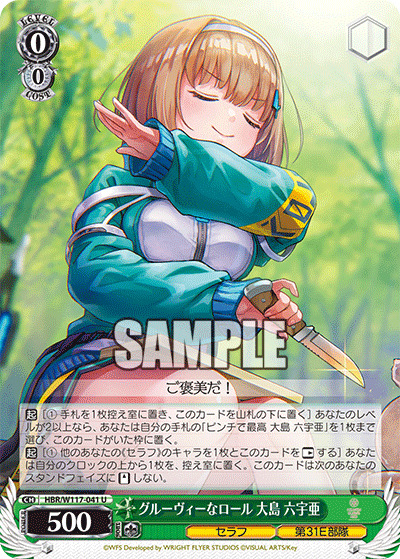 LEVEL
0
0
COST
SAMPLE
ご褒美だ！
起［① 手札を1枚控え室に置き、このカードを山札の下に置く］ あなたのレベ
ルが2以上なら、あなたは自分の手札の「ピンチで最高 大島 六宇亜」を1枚まで
選び、このカードがいた枠に置く。
起［① 他のあなたの《セラフ》のキャラを1枚とこのカードを　する］ あなたは
自分のクロックの上から1枚を、控え室に置く。このカードは次のあなたの
スタンドフェイズに　しない。
CH HBR/W117-041 U
500
グルーヴィーなロール 大島 六宇亜
セラフ 第31E部隊
©WFS Developed by WRIGHT FLYER STUDIOS ©VISUAL ARTS/Key